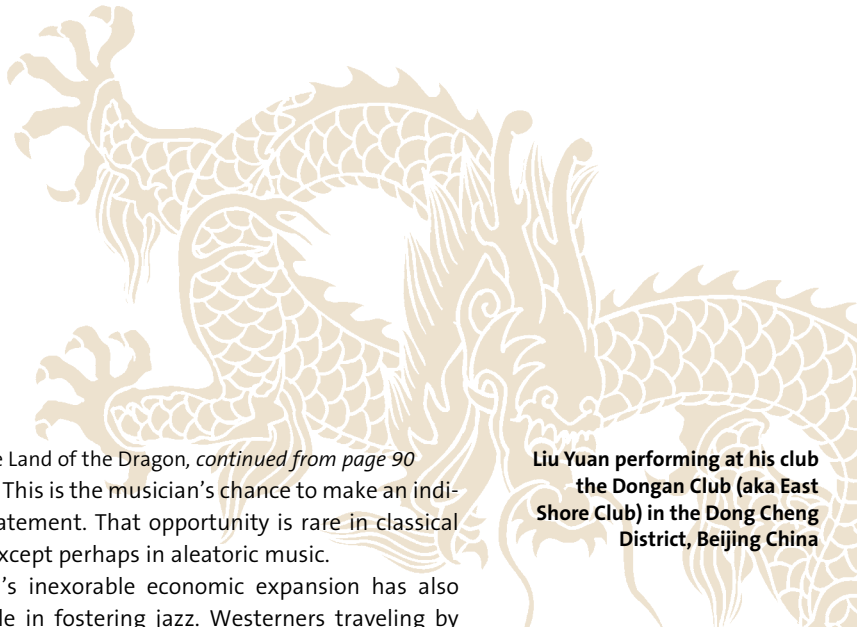 e Land of the Dragon, continued from page 90
This is the musician’s chance to make an indi-
atement. That opportunity is rare in classical
xcept perhaps in aleatoric music.
’s inexorable economic expansion has also
le in fostering jazz. Westerners traveling by
Liu Yuan performing at his club
the Dongan Club (aka East
Shore Club) in the Dong Cheng
District, Beijing China